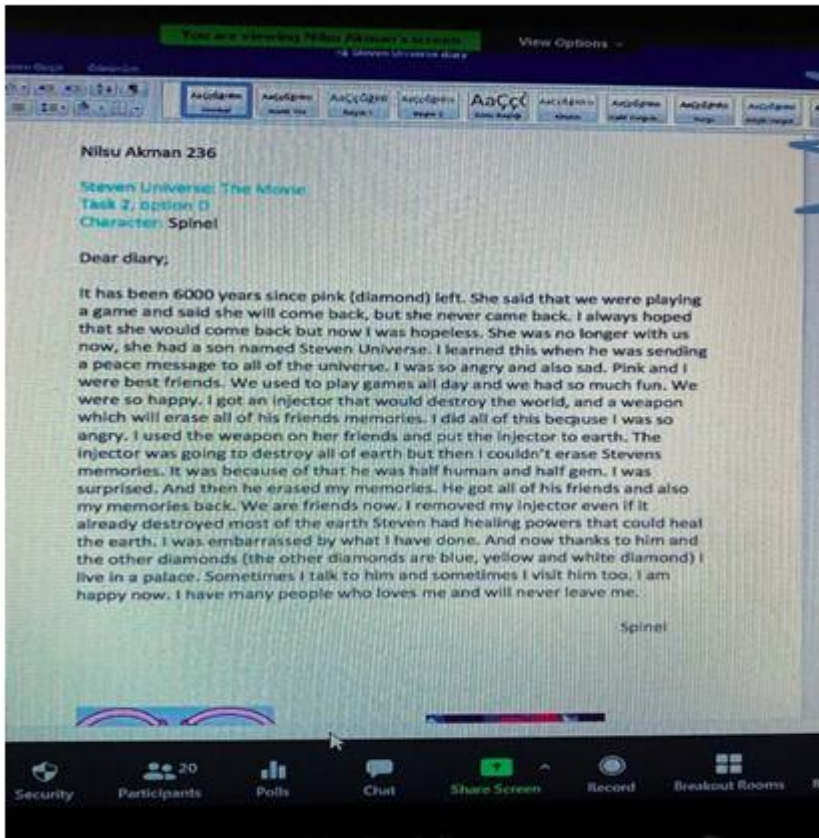 You are viewing Nilsu Akman's screen
View Options
Steven Universe diary
AaÇçĞğHh AaÇçĞğHh AaÇçĞğHh AaÇçĞğHh AaÇçĞ AaÇçĞğHh AaÇçĞğHh AaÇçĞğHh AaÇçĞğHh
Nilsu Akman 236
Steven Universe: The Movie
Task 2, option D
Character: Spinel
Dear diary;
It has been 6000 years since pink (diamond) left. She said that we were playing
a game and said she will come back, but she never came back. I always hoped
that she would come back but now I was hopeless. She was no longer with us
now, she had a son named Steven Universe. I learned this when he was sending
a peace message to all of the universe. I was so angry and also sad. Pink and I
were best friends. We used to play games all day and we had so much fun. We
were so happy. I got an injector that would destroy the world, and a weapon
which will erase all of his friends memories. I did all of this because I was so
angry. I used the weapon on her friends and put the injector to earth. The
injector was going to destroy all of earth but then I couldn't erase Stevens
memories. It was because of that he was half human and half gem. I was
surprised. And then he erased my memories. He got all of his friends and also
my memories back. We are friends now. I removed my injector even if it
already destroyed most of the earth Steven had healing powers that could heal
the earth. I was embarrassed by what I have done. And now thanks to him and
the other diamonds (the other diamonds are blue, yellow and white diamond) I
live in a palace. Sometimes I talk to him and sometimes I visit him too. I am
happy now. I have many people who loves me and will never leave me.
Spinel
20
Security Participants Polls Chat Share Screen Record Breakout Rooms